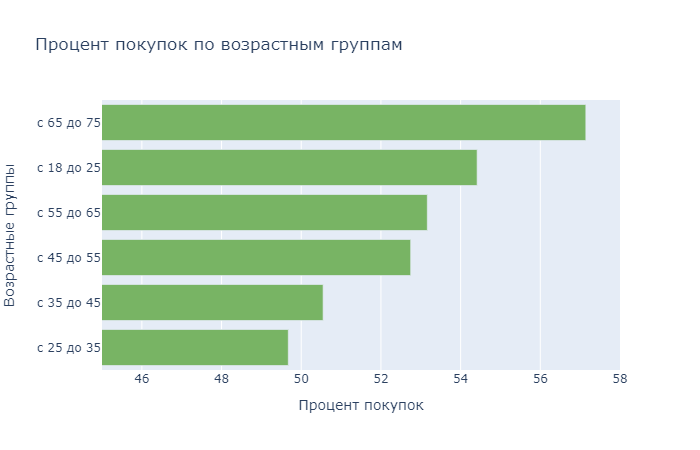 Процент покупок по возрастным группам
Возрастные группы
с 65 до 75
с 18 до 25
с 55 до 65
с 45 до 55
с 35 до 45
с 25 до 35
46 48 50 52 54 56 58
Процент покупок